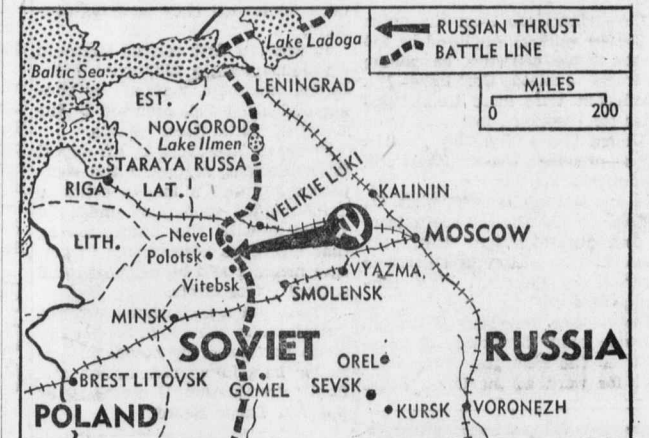 RUSSIAN THRUST
BATTLE LINE
MILES
0 200
Lake Ladoga
Baltic Sea
LENINGRAD
EST.
NOVGOROD
Lake Ilmen
STARAYA RUSSA
RIGA
LAT.
VELIKIE LUKI
KALININ
LITH.
Nevel
MOSCOW
Polotsk
VYAZMA
Vitebsk
SMOLENSK
MINSK
SOVIET RUSSIA
OREL
BREST LITOVSK
GOMEL
SEVSK
POLAND
KURSK
VORONEZH